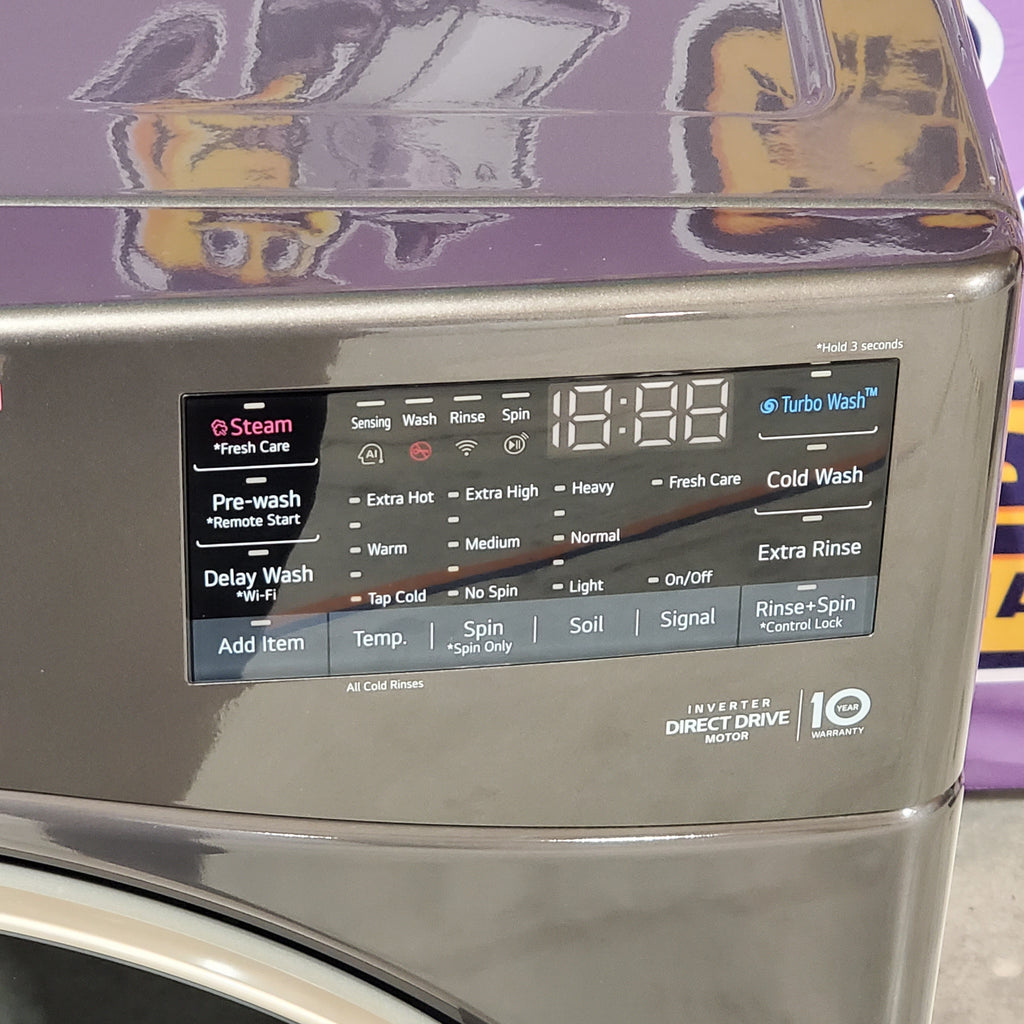 *Hold 3 seconds
Steam
*Fresh Care
Pre-wash
*Remote Start
Delay Wash
*Wi-Fi
Add Item
Sensing Wash Rinse Spin
AI
18:88
Extra Hot
Warm
Tap Cold
Temp.
Extra High
Medium
No Spin
Spin
*Spin Only
Heavy
Normal
Light
Soil
Fresh Care
On/Off
Signal
Turbo Wash™
Cold Wash
Extra Rinse
Rinse+Spin
*Control Lock
All Cold Rinses
INVERTER
DIRECT DRIVE
MOTOR
10
YEAR
WARRANTY